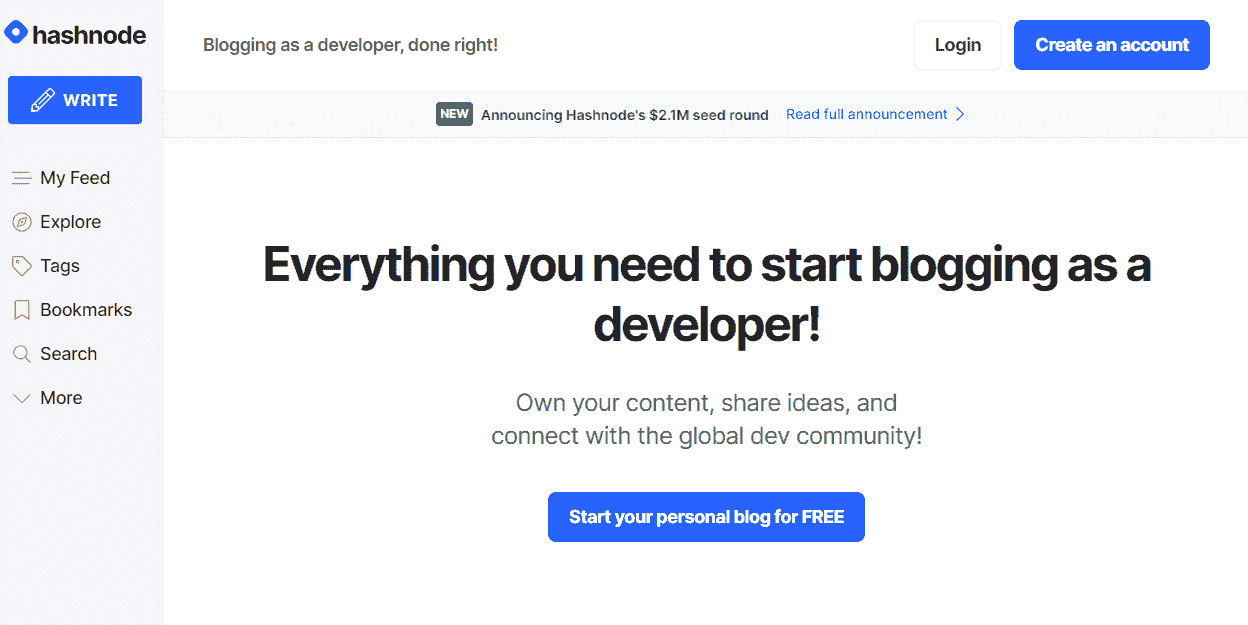 hashnode
WRITE
My Feed
Explore
Tags
Bookmarks
Search
More
Blogging as a developer, done right!
Login
Create an account
NEW Announcing Hashnode's $2.1M seed round Read full announcement
Everything you need to start blogging as a
developer!
Own your content, share ideas, and
connect with the global dev community!
Start your personal blog for FREE